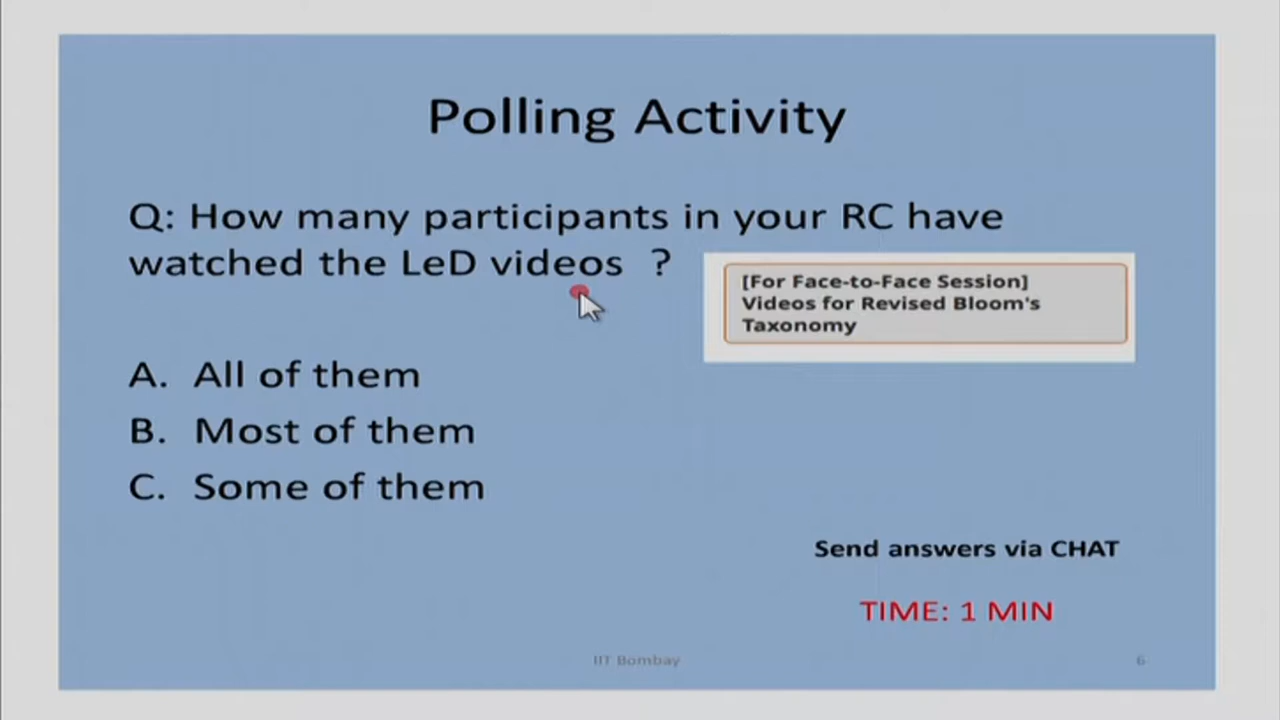 Polling Activity
Q: How many participants in your RC have
watched the LeD videos ?
[For Face-to-Face Session]
Videos for Revised Bloom's
Taxonomy
A. All of them
B. Most of them
C. Some of them
Send answers via CHAT
TIME: 1 MIN
IIT Bombay
6